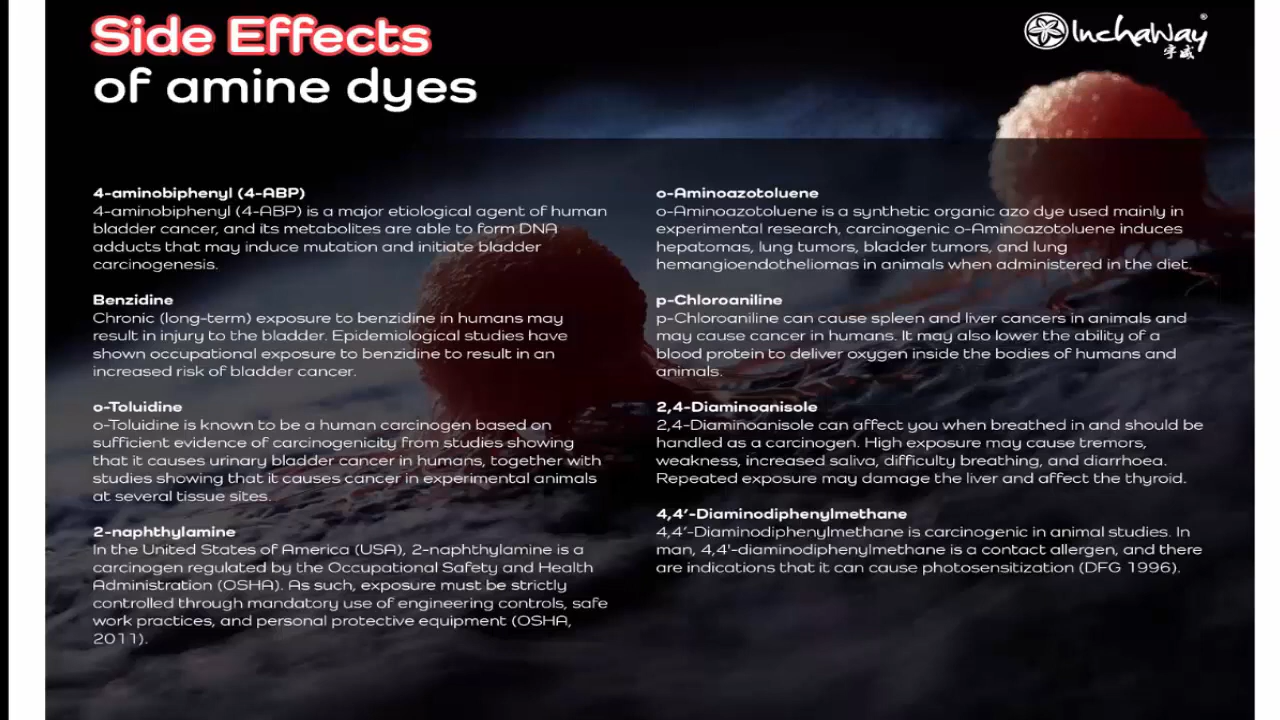 Side Effects
of amine dyes
InchaWay®
宇威
4-aminobiphenyl (4-ABP)
4-aminobiphenyl (4-ABP) is a major etiological agent of human
bladder cancer, and its metabolites are able to form DNA
adducts that may induce mutation and initiate bladder
carcinogenesis.
Benzidine
Chronic (long-term) exposure to benzidine in humans may
result in injury to the bladder. Epidemiological studies have
shown occupational exposure to benzidine to result in an
increased risk of bladder cancer.
o-Toluidine
o-Toluidine is known to be a human carcinogen based on
sufficient evidence of carcinogenicity from studies showing
that it causes urinary bladder cancer in humans, together with
studies showing that it causes cancer in experimental animals
at several tissue sites.
2-naphthylamine
In the United States of America (USA), 2-naphthylamine is a
carcinogen regulated by the Occupational Safety and Health
Administration (OSHA). As such, exposure must be strictly
controlled through mandatory use of engineering controls, safe
work practices, and personal protective equipment (OSHA,
2011).
o-Aminoazotoluene
o-Aminoazotoluene is a synthetic organic azo dye used mainly in
experimental research, carcinogenic o-Aminoazotoluene induces
hepatomas, lung tumors, bladder tumors, and lung
hemangioendotheliomas in animals when administered in the diet.
p-Chloroaniline
p-Chloroaniline can cause spleen and liver cancers in animals and
may cause cancer in humans. It may also lower the ability of a
blood protein to deliver oxygen inside the bodies of humans and
animals.
2,4-Diaminoanisole
2,4-Diaminoanisole can affect you when breathed in and should be
handled as a carcinogen. High exposure may cause tremors,
weakness, increased saliva, difficulty breathing, and diarrhoea.
Repeated exposure may damage the liver and affect the thyroid.
4,4’-Diaminodiphenylmethane
4,4’-Diaminodiphenylmethane is carcinogenic in animal studies. In
man, 4,4'-diaminodiphenylmethane is a contact allergen, and there
are indications that it can cause photosensitization (DFG 1996).